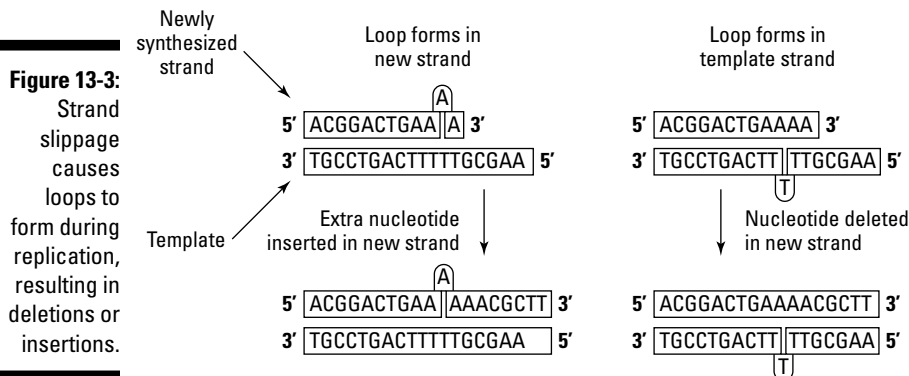 Figure 13-3:
Strand
slippage
causes
loops to
form during
replication,
resulting in
deletions or
insertions.
Newly
synthesized
strand
Template
Loop forms in
new strand
A
5′ ACGGACTGAA A 3′
3′ TGCCTGACTTTTTGCGAA 5′
Extra nucleotide
inserted in new strand
A
5′ ACGGACTGAA AAACGCTT 3′
3′ TGCCTGACTTTTTGCGAA 5′
Loop forms in
template strand
5′ ACGGACTGAAAA 3′
3′ TGCCTGACTT TTGCGAA 5′
T
Nucleotide deleted
in new strand
5′ ACGGACTGAAAACGCTT 3′
3′ TGCCTGACTT TTGCGAA 5′
T